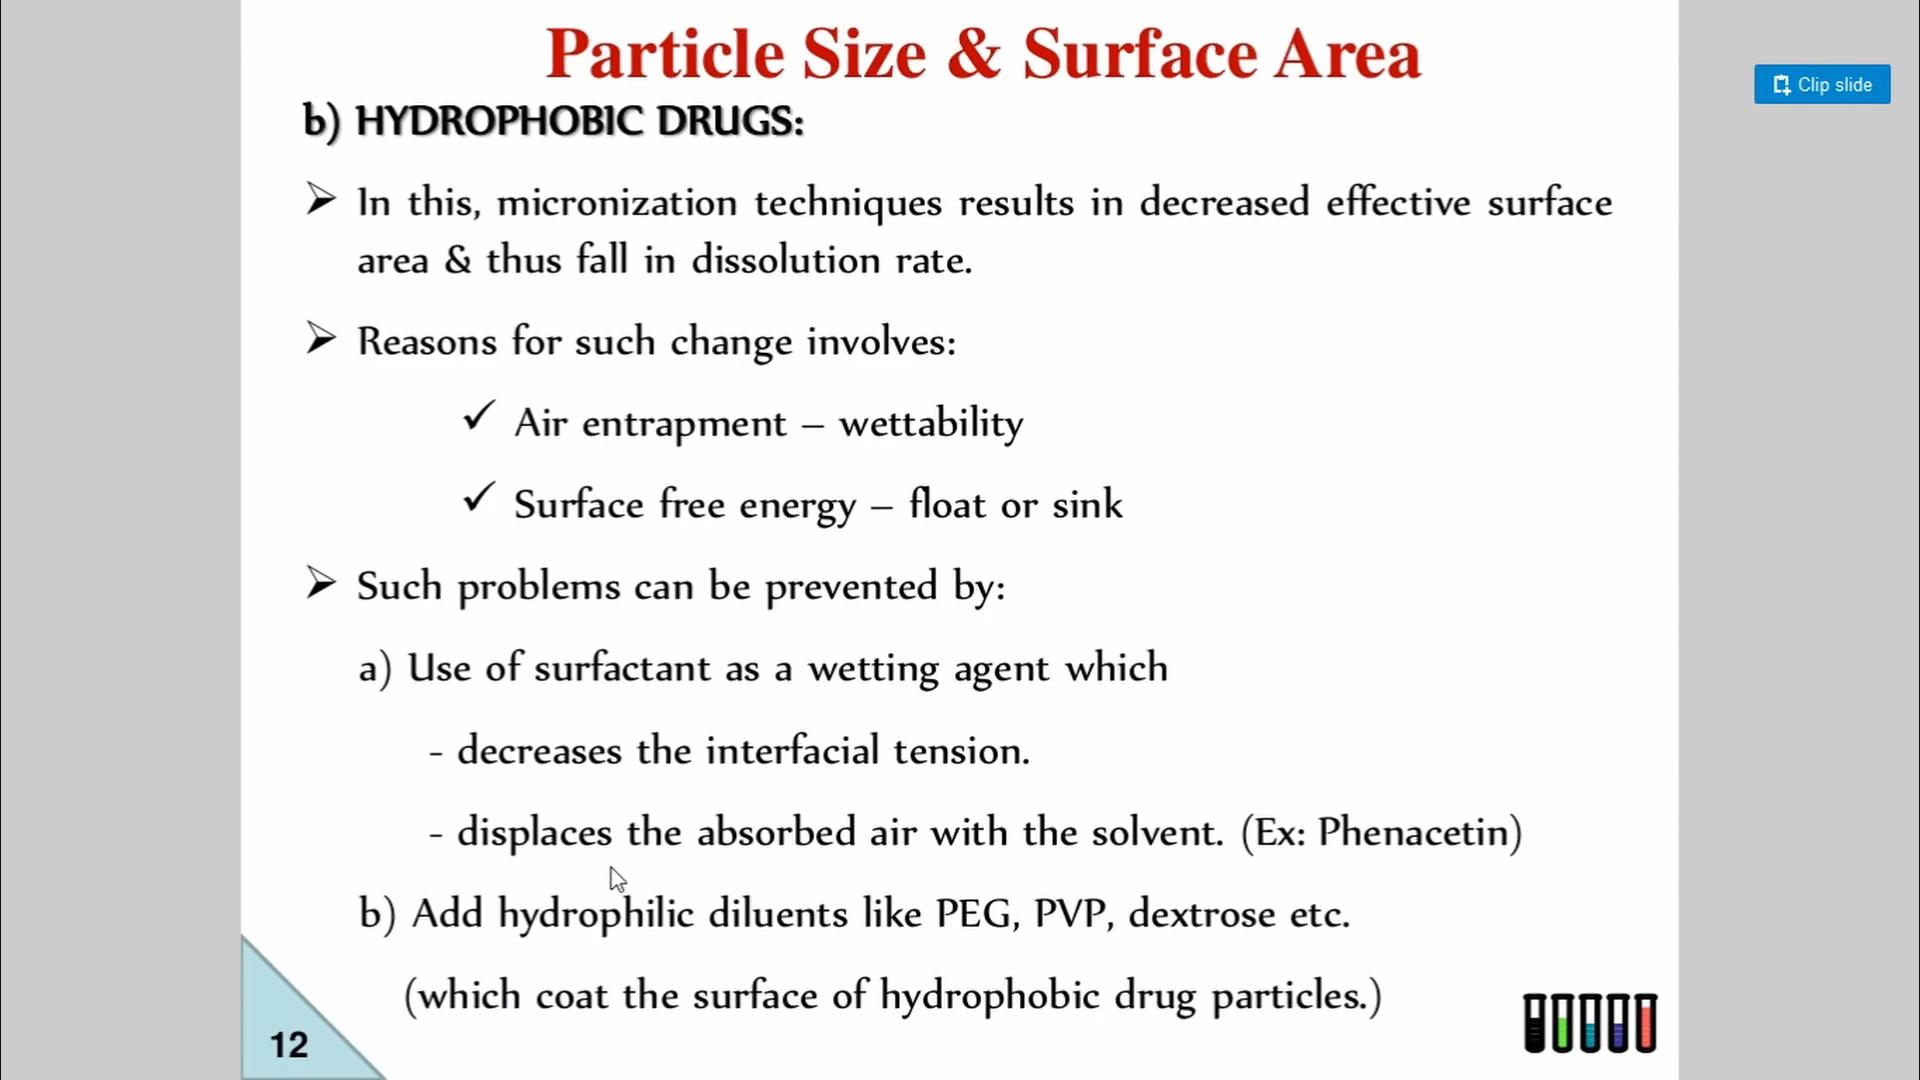 Particle Size & Surface Area
Clip slide
b) HYDROPHOBIC DRUGS:
➢ In this, micronization techniques results in decreased effective surface
area & thus fall in dissolution rate.
➢ Reasons for such change involves:
✓ Air entrapment – wettability
✓ Surface free energy – float or sink
➢ Such problems can be prevented by:
a) Use of surfactant as a wetting agent which
- decreases the interfacial tension.
- displaces the absorbed air with the solvent. (Ex: Phenacetin)
b) Add hydrophilic diluents like PEG, PVP, dextrose etc.
(which coat the surface of hydrophobic drug particles.)
12